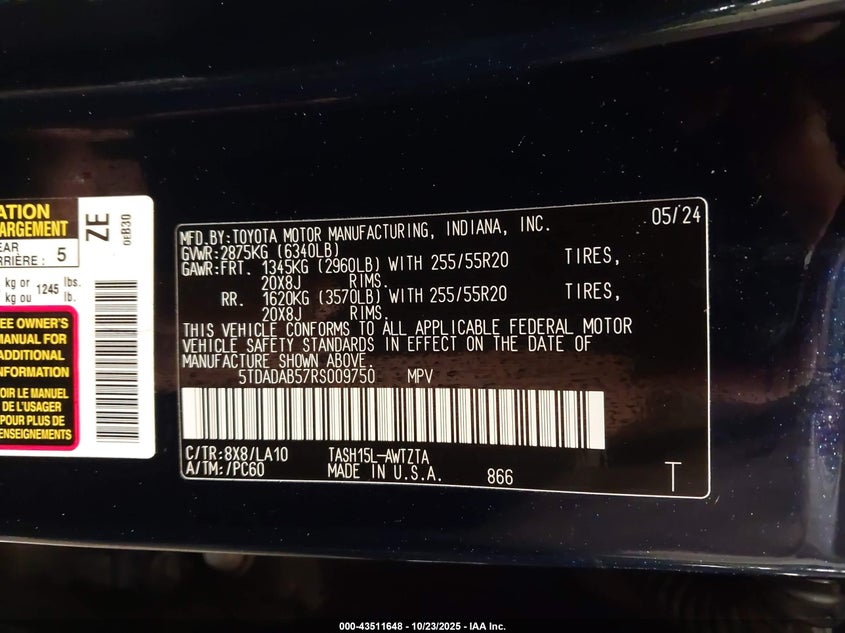 ATION
ARGEMENT
EAR
RRIÈRE : 5
kg or lbs.
kg ou 1245 lb.
EE OWNER'S
MANUAL FOR
ADDITIONAL
INFORMATION
OIR LE MANUEL
DE L'USAGER
POUR PLUS DE
ENSEIGNEMENTS
ZE
0EB30
MFD.BY:TOYOTA MOTOR MANUFACTURING, INDIANA, INC. 05/24
GVWR:2875KG (6340LB)
GAWR:FRT. 1345KG (2960LB) WITH 255/55R20 TIRES,
20X8J RIMS.
RR. 1620KG (3570LB) WITH 255/55R20 TIRES,
20X8J RIMS.
THIS VEHICLE CONFORMS TO ALL APPLICABLE FEDERAL MOTOR
VEHICLE SAFETY STANDARDS IN EFFECT ON THE DATE OF
MANUFACTURE SHOWN ABOVE.
5TDADAB57RS009750 MPV
C/TR:8X8/LA10 TASH15L-AWTZTA
A/TM:/PC60 MADE IN U.S.A. 866
T
000-43511648 - 10/23/2025 - IAA Inc.